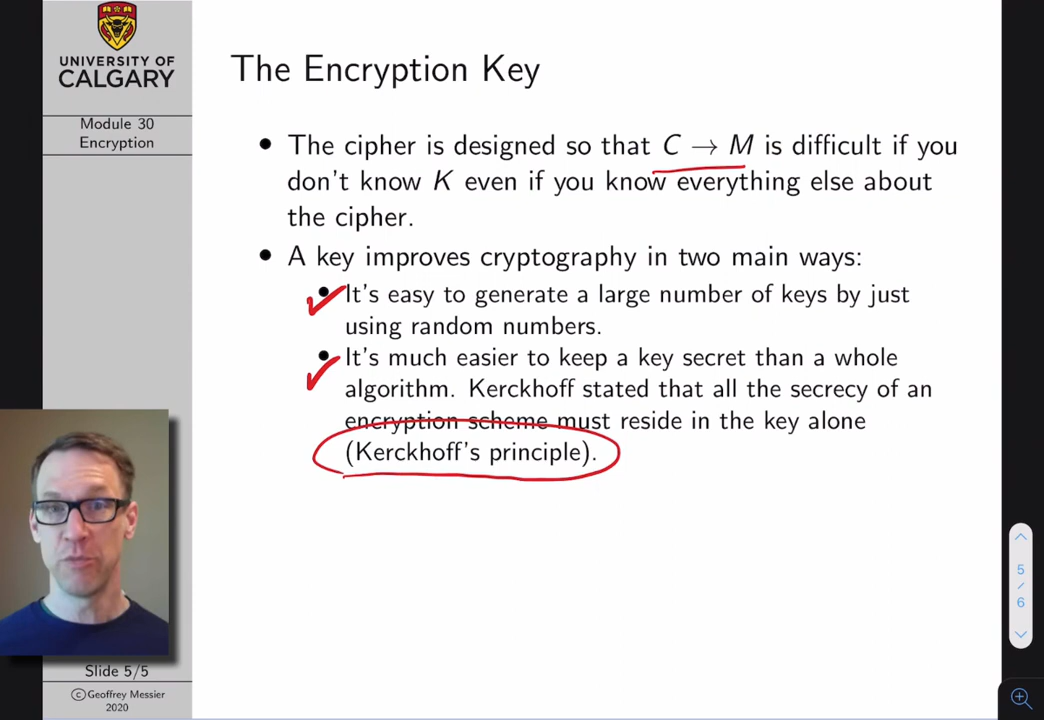 UNIVERSITY OF
CALGARY
Module 30
Encryption
The Encryption Key
• The cipher is designed so that C → M is difficult if you
don't know K even if you know everything else about
the cipher.
• A key improves cryptography in two main ways:
• It's easy to generate a large number of keys by just
using random numbers.
• It's much easier to keep a key secret than a whole
algorithm. Kerckhoff stated that all the secrecy of an
encryption scheme must reside in the key alone
(Kerckhoff's principle).
5
/
6
Slide 5/5
©Geoffrey Messier
2020